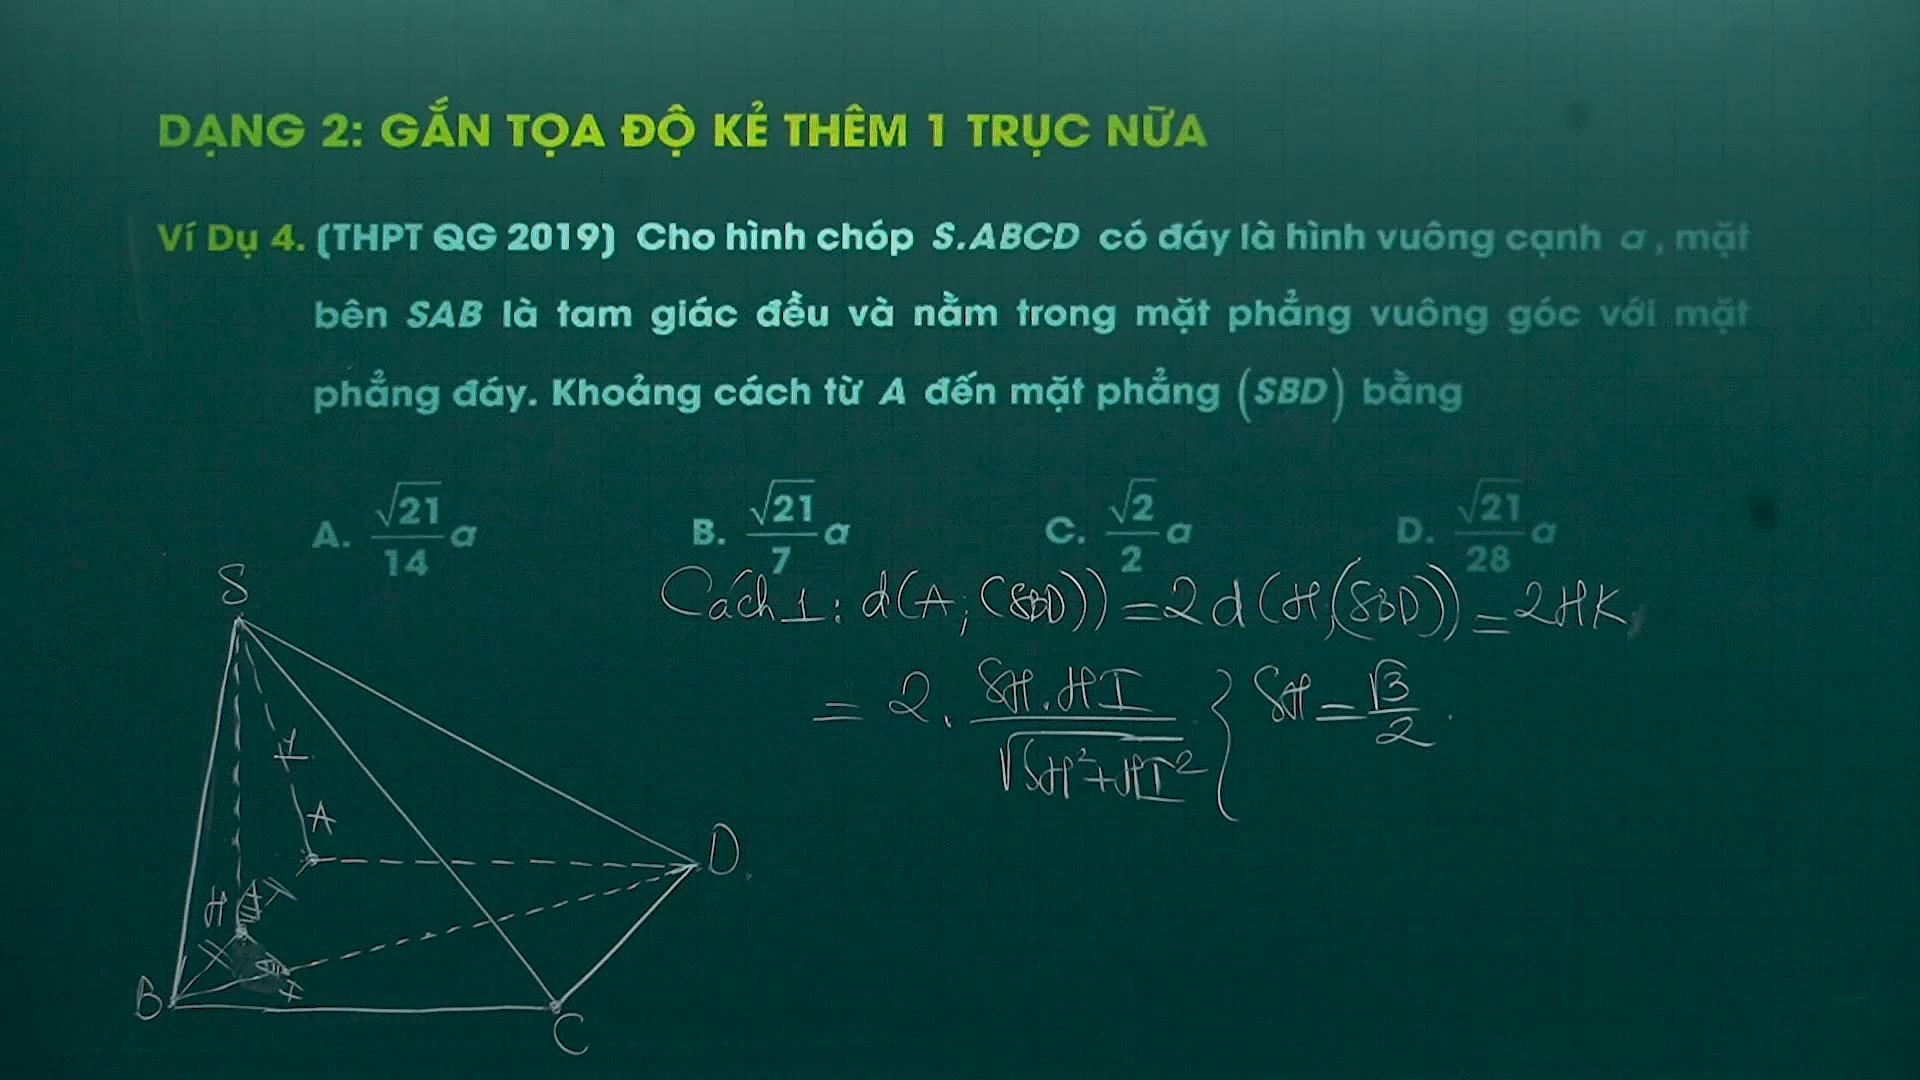 DẠNG 2: GẮN TỌA ĐỘ KẺ THÊM 1 TRỤC NỮA
Ví Dụ 4. (THPT QG 2019) Cho hình chóp S.ABCD có đáy là hình vuông cạnh a, mặt
bên SAB là tam giác đều và nằm trong mặt phẳng vuông góc với mặt
phẳng đáy. Khoảng cách từ A đến mặt phẳng (SBD) bằng
A. √21/14 a B. √21/7 a C. √2/2 a D. √21/28 a
Cách 1: d(A; (SBD)) = 2d(H,(SBD)) = 2HK
= 2. SH.HI/√(SH²+HI²) } SH = √3/2
S
A
D
H
I
B
C